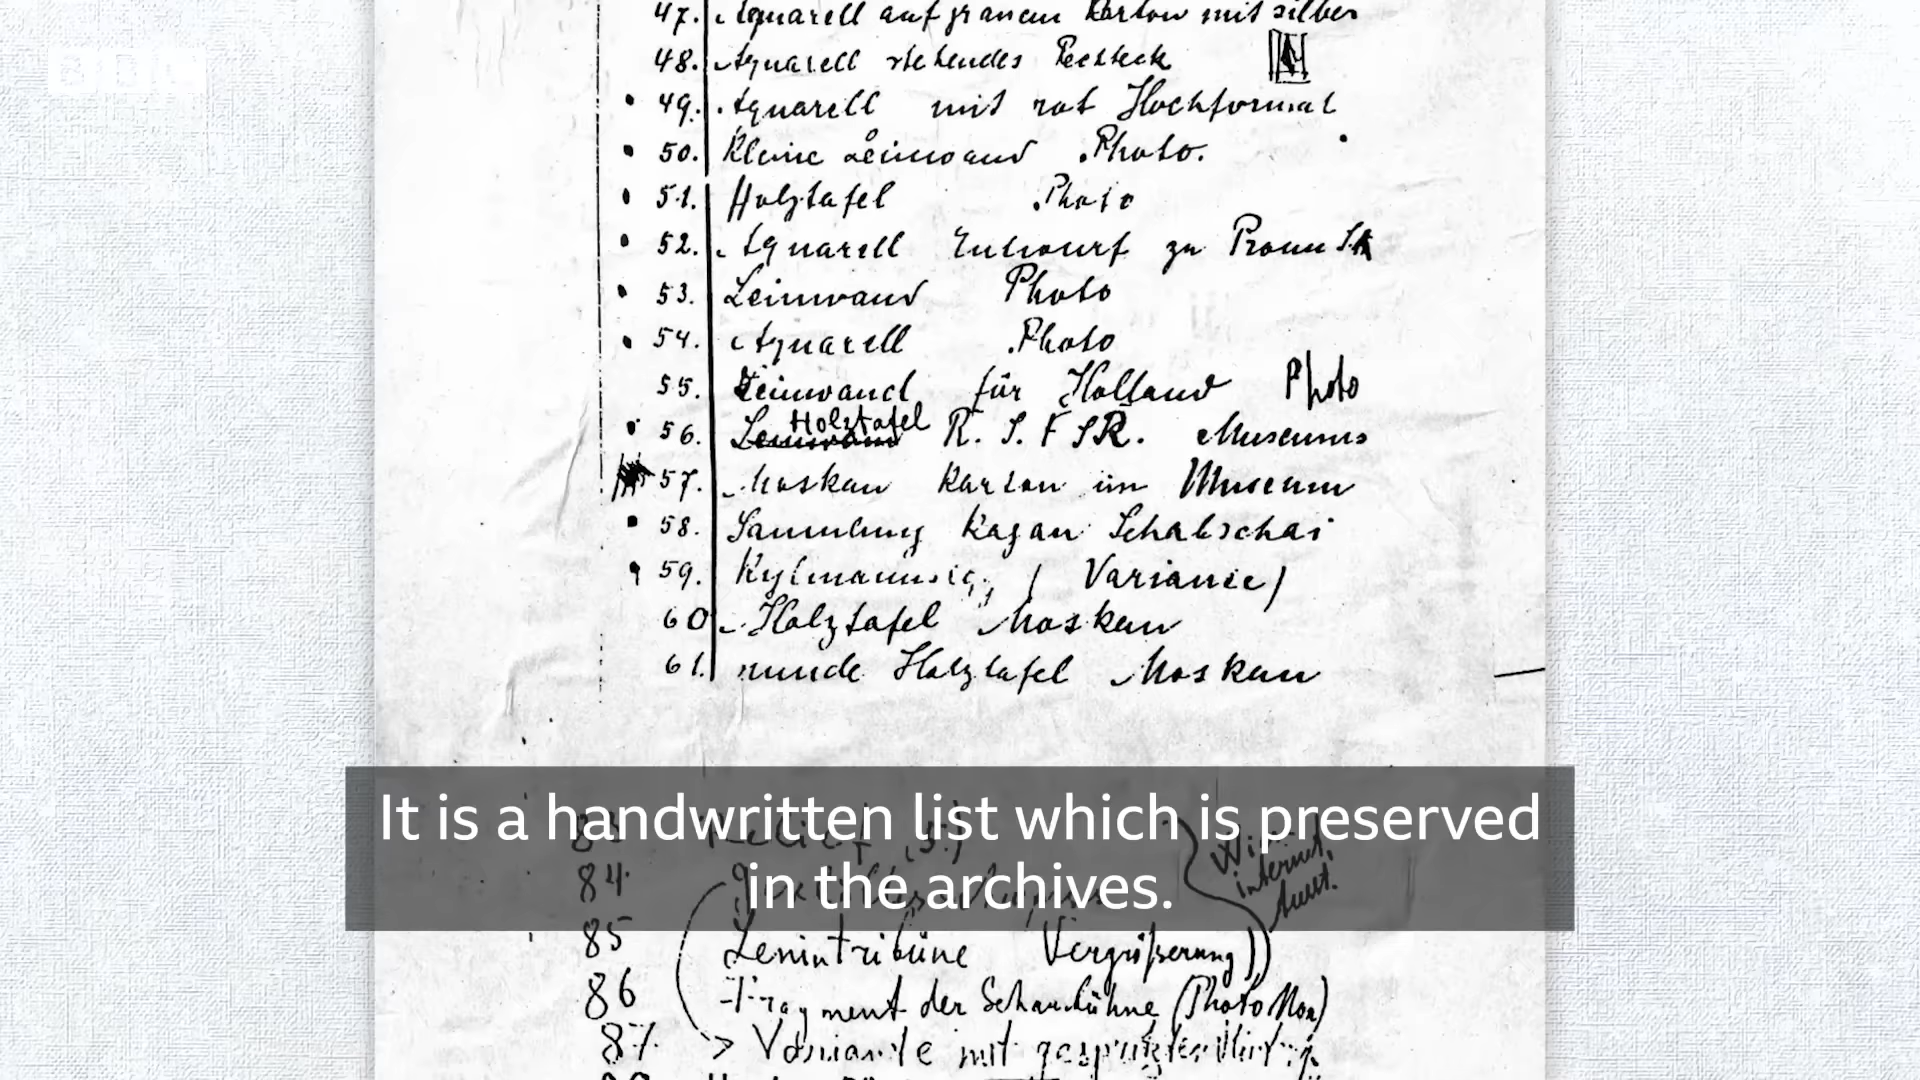 47. Aquarell auf grauem Karton mit silber
48. Aquarell stehendes Rechteck
49. Aquarell mit rot Hochformat
50. Kleine Leinwand Photo.
51. Holztafel Photo
52. Aquarell Entwurf zu Proun
53. Leinwand Photo
54. Aquarell Photo
55. Leinwand für Holland Photo
56. Leinwand Holztafel R.S.F.S.R. Museums
57. Moskau Karton im Museum
58. Sammlung Kagan Schabschai
59. (Variante)
60. Holztafel Moskau
61. runde Holztafel Moskau
It is a handwritten list which is preserved
in the archives.
84.
85 Lenintribüne Vergrößerung))
86 Fragment der Schaubühne (Photo Mon)
87. Variante mit